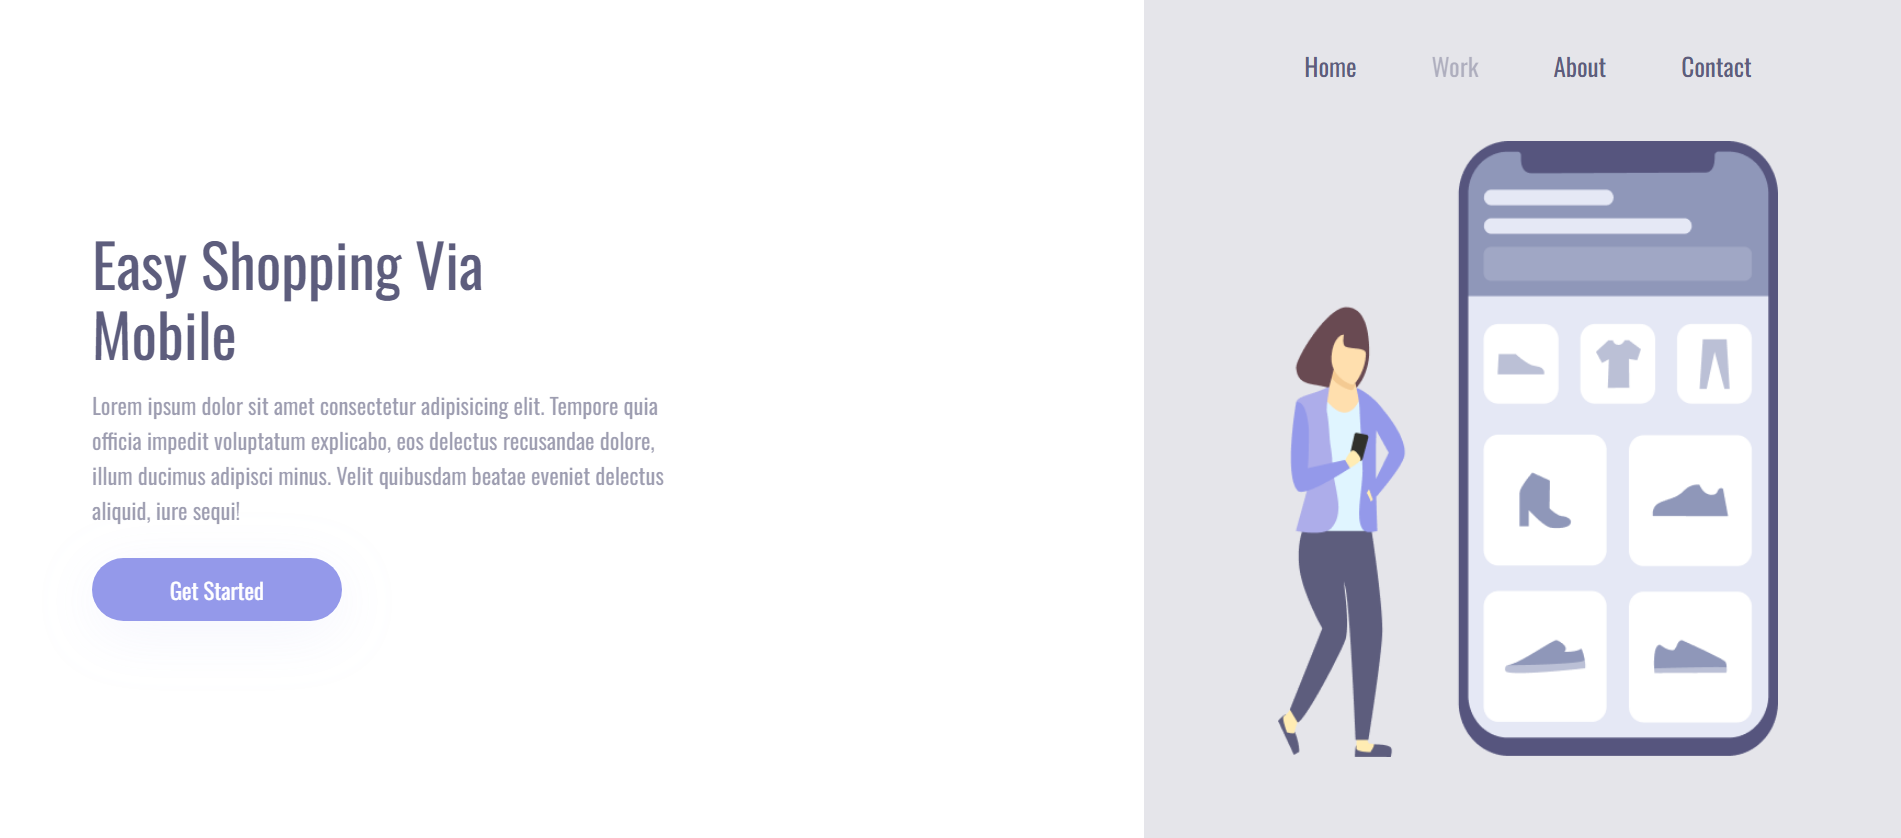 Home Work About Contact
Easy Shopping Via
Mobile
Lorem ipsum dolor sit amet consectetur adipisicing elit. Tempore quia
officia impedit voluptatum explicabo, eos delectus recusandae dolore,
illum ducimus adipisci minus. Velit quibusdam beatae eveniet delectus
aliquid, iure sequi!
Get Started